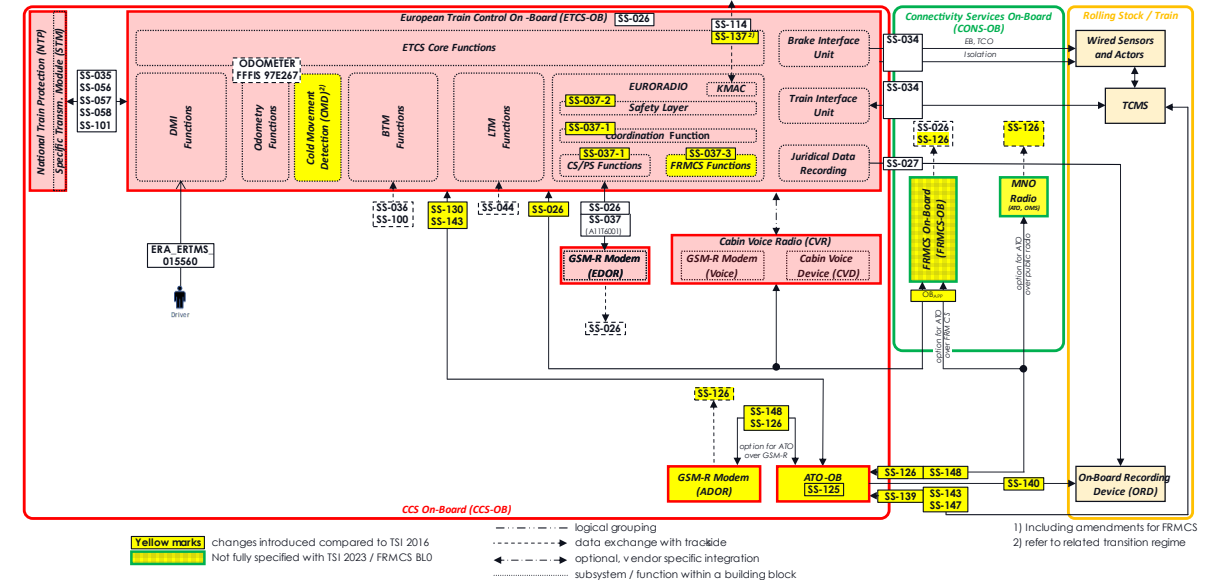 European Train Control On -Board (ETCS-OB)
SS-026
SS-114
SS-137 2)
Connectivity Services On-Board
(CONS-OB)
Rolling Stock / Train
National Train Protection (NTP)
Specific Transm. Module (STM)
SS-035
SS-056
SS-057
SS-058
SS-101
ETCS Core Functions
ODOMETER
FFFIS 97E267
DMI
Functions
Odometry
Functions
Cold Movement
Detection (CMD)2)
BTM
Functions
LTM
Functions
EURORADIO
KMAC
SS-037-2
Safety Layer
SS-037-1
Coordination Function
SS-037-1
CS/PS Functions
SS-037-3
FRMCS Functions
Brake Interface
Unit
Train Interface
Unit
Juridical Data
Recording
SS-034
SS-034
SS-027
EB, TCO
Isolation
Wired Sensors
and Actors
TCMS
SS-026
SS-126
SS-126
FRMCS On-Board
(FRMCS-OB)
MNO
Radio
(ATO, OMS)
OBAPP
option for ATO
over FRMCS
option for ATO
over public radio
SS-036
SS-100
SS-130
SS-143
SS-044
SS-026
SS-026
SS-037
(A11T6001)
ERA_ERTMS_
015560
Driver
GSM-R Modem
(EDOR)
SS-026
Cabin Voice Radio (CVR)
GSM-R Modem
(Voice)
Cabin Voice
Device (CVD)
SS-126
SS-148
SS-126
option for ATO
over GSM-R
GSM-R Modem
(ADOR)
ATO-OB
SS-125
SS-126
SS-148
SS-140
SS-139
SS-143
SS-147
On-Board Recording
Device (ORD)
CCS On-Board (CCS-OB)
Yellow marks
changes introduced compared to TSI 2016
Not fully specified with TSI 2023 / FRMCS BL0
logical grouping
data exchange with trackside
optional, vendor specific integration
subsystem / function within a building block
1) Including amendments for FRMCS
2) refer to related transition regime